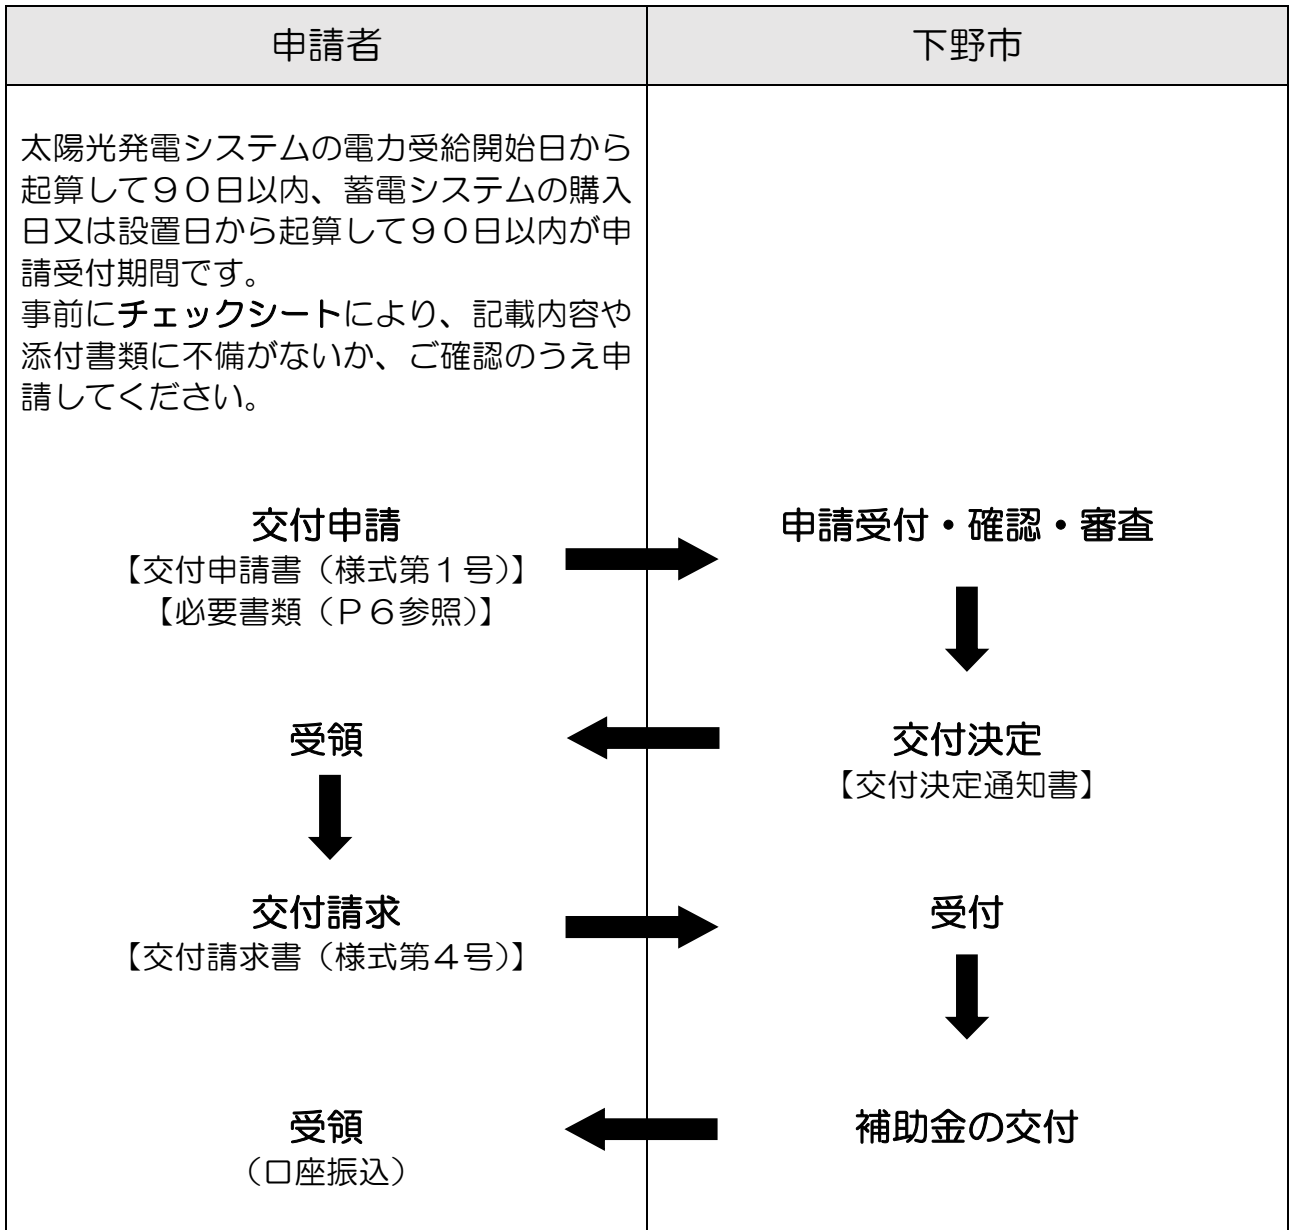 申請者
下野市
太陽光発電システムの電力受給開始日から
起算して９０日以内、蓄電システムの購入
日又は設置日から起算して９０日以内が申
請受付期間です。
事前にチェックシートにより、記載内容や
添付書類に不備がないか、ご確認のうえ申
請してください。
交付申請
【交付申請書（様式第１号）】
【必要書類（Ｐ６参照）】
申請受付・確認・審査
受領
交付決定
【交付決定通知書】
交付請求
【交付請求書（様式第４号）】
受付
受領
（口座振込）
補助金の交付